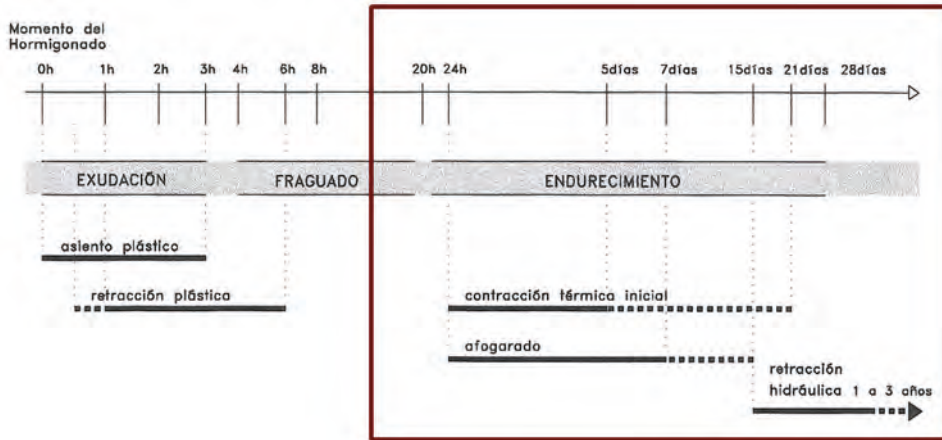 Momento del
Hormigonado
0h 1h 2h 3h 4h 6h 8h 20h 24h 5días 7días 15días 21días 28días
EXUDACIÓN FRAGUADO ENDURECIMIENTO
asiento plástico
retracción plástica
contracción térmica inicial
afogarado
retracción
hidráulica 1 a 3 años